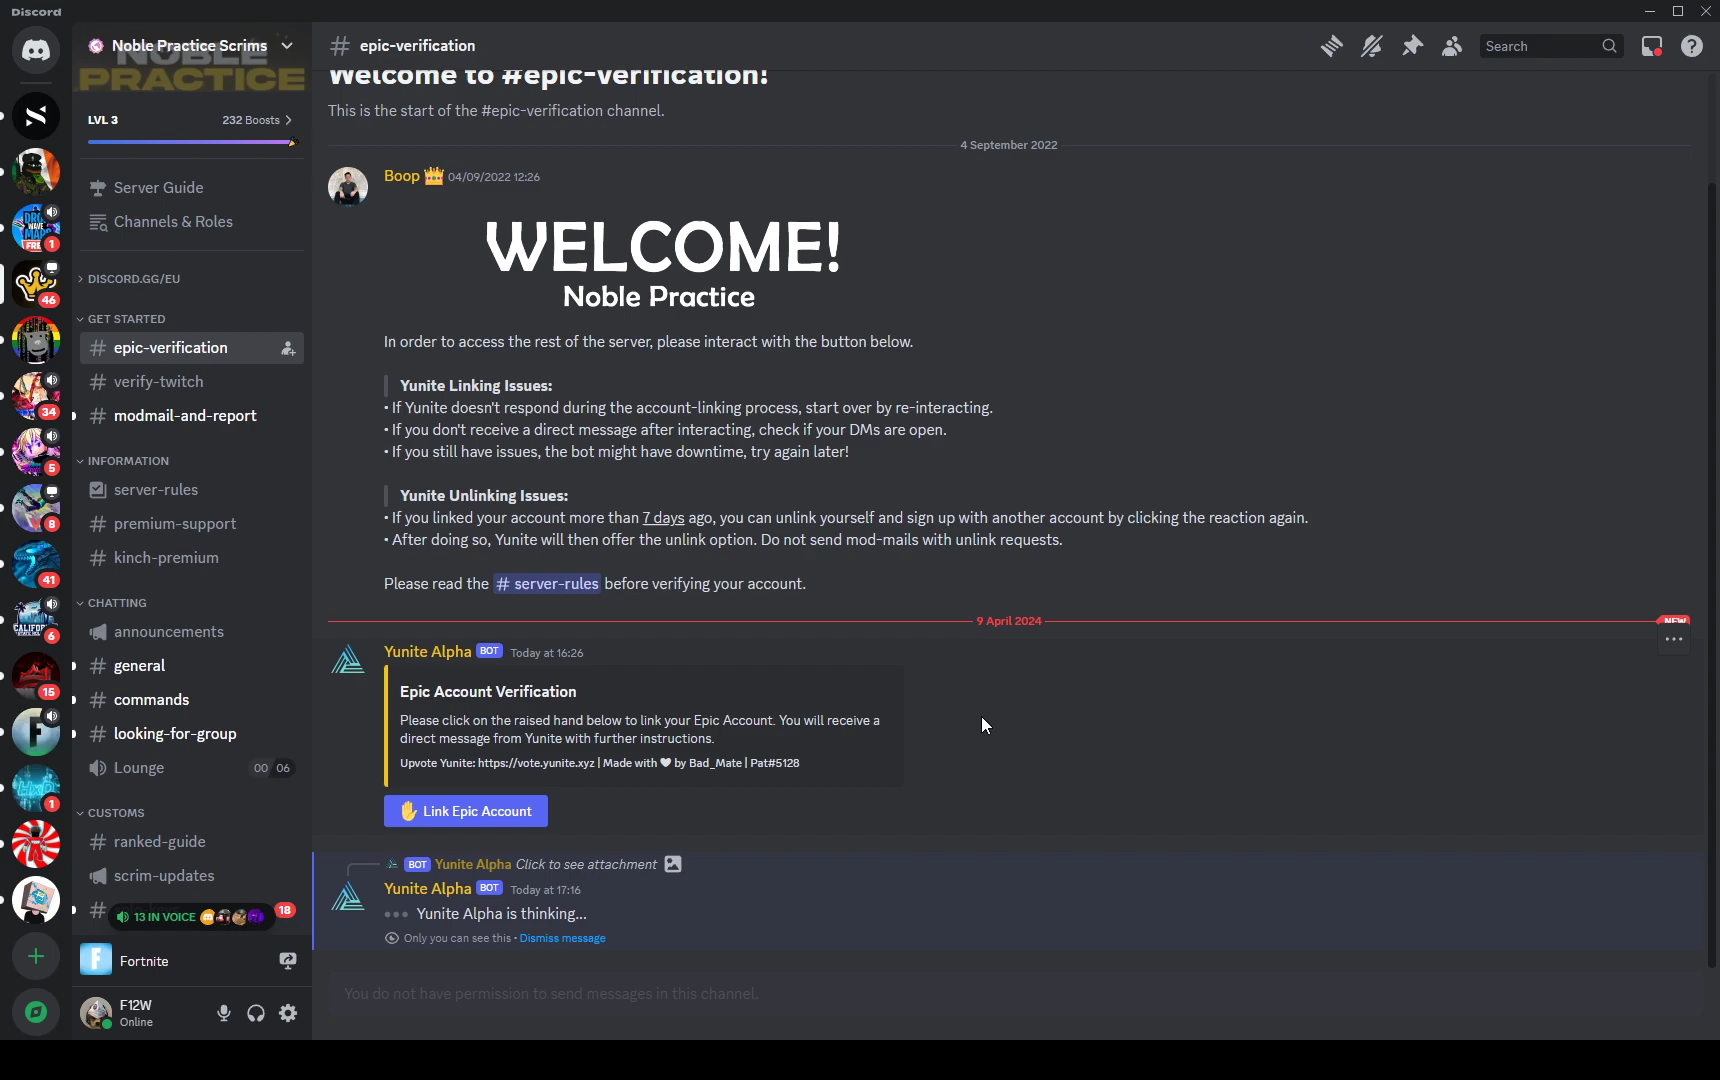 Discord
Noble Practice Scrims
NOBLE
PRACTICE
LVL 3
232 Boosts
Server Guide
Channels & Roles
DISCORD.GG/EU
GET STARTED
epic-verification
verify-twitch
modmail-and-report
INFORMATION
server-rules
premium-support
kinch-premium
CHATTING
announcements
general
commands
looking-for-group
Lounge
00 06
CUSTOMS
ranked-guide
scrim-updates
13 IN VOICE
18
Fortnite
F12W
Online
1
46
34
5
8
41
6
15
1
# epic-verification
Search
Welcome to #epic-verification!
This is the start of the #epic-verification channel.
4 September 2022
Boop 👑 04/09/2022 12:26
WELCOME!
Noble Practice
In order to access the rest of the server, please interact with the button below.
Yunite Linking Issues:
• If Yunite doesn't respond during the account-linking process, start over by re-interacting.
• If you don't receive a direct message after interacting, check if your DMs are open.
• If you still have issues, the bot might have downtime, try again later!
Yunite Unlinking Issues:
• If you linked your account more than 7 days ago, you can unlink yourself and sign up with another account by clicking the reaction again.
• After doing so, Yunite will then offer the unlink option. Do not send mod-mails with unlink requests.
Please read the # server-rules before verifying your account.
9 April 2024
NEW
Yunite Alpha BOT Today at 16:26
Epic Account Verification
Please click on the raised hand below to link your Epic Account. You will receive a
direct message from Yunite with further instructions.
Upvote Yunite: https://vote.yunite.xyz | Made with ❤ by Bad_Mate | Pat#5128
✋ Link Epic Account
BOT Yunite Alpha Click to see attachment
Yunite Alpha BOT Today at 17:16
Yunite Alpha is thinking...
Only you can see this • Dismiss message
You do not have permission to send messages in this channel.